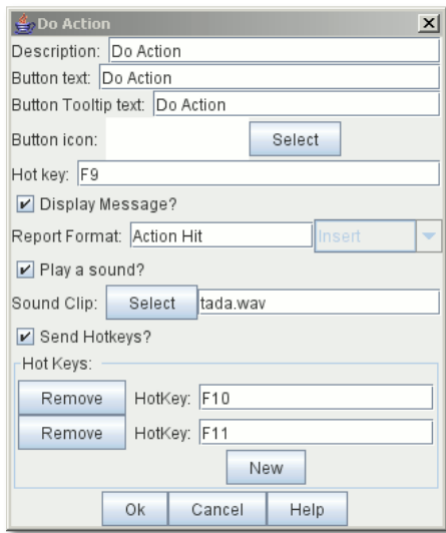 Do Action
Description: Do Action
Button text: Do Action
Button Tooltip text: Do Action
Button icon: Select
Hot key: F9
Display Message?
Report Format: Action Hit Insert
Play a sound?
Sound Clip: Select tada.wav
Send Hotkeys?
Hot Keys:
Remove HotKey: F10
Remove HotKey: F11
New
Ok Cancel Help